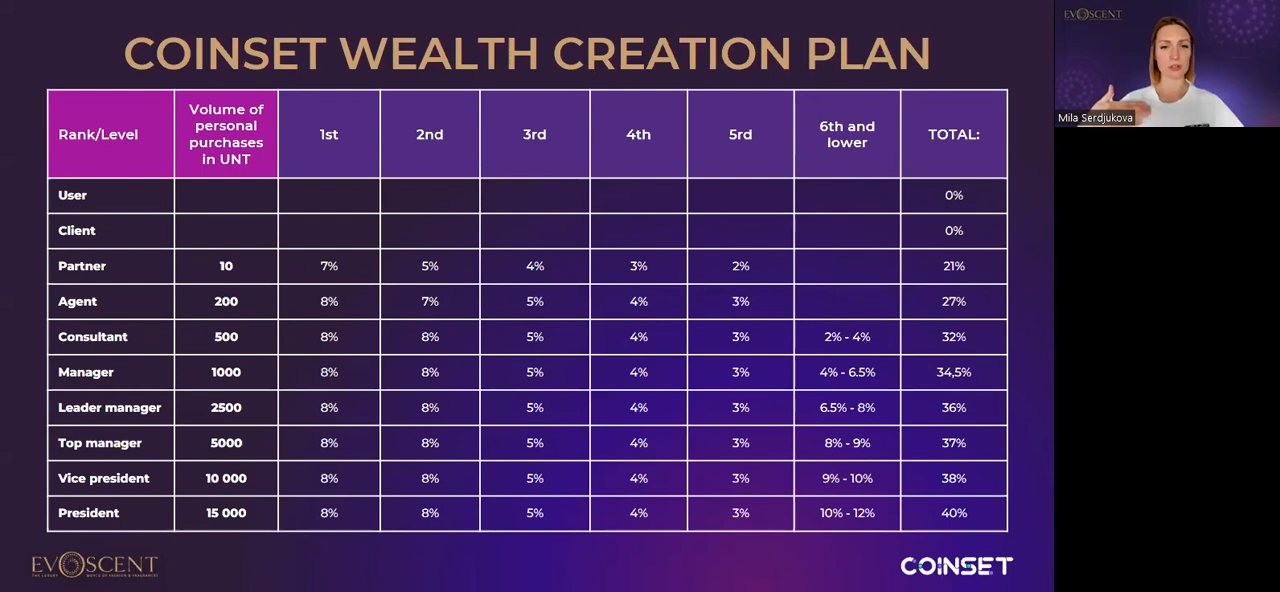 COINSET WEALTH CREATION PLAN
EVOSCENT
Mila Serdjukova
Rank/Level Volume of personal purchases in UNT 1st 2nd 3rd 4th 5rd 6th and lower TOTAL:
User 0%
Client 0%
Partner 10 7% 5% 4% 3% 2% 21%
Agent 200 8% 7% 5% 4% 3% 27%
Consultant 500 8% 8% 5% 4% 3% 2% - 4% 32%
Manager 1000 8% 8% 5% 4% 3% 4% - 6.5% 34,5%
Leader manager 2500 8% 8% 5% 4% 3% 6.5% - 8% 36%
Top manager 5000 8% 8% 5% 4% 3% 8% - 9% 37%
Vice president 10 000 8% 8% 5% 4% 3% 9% - 10% 38%
President 15 000 8% 8% 5% 4% 3% 10% - 12% 40%
EVOSCENT
THE LUXURY WORLD OF FASHION & FRAGRANCES
COINSET